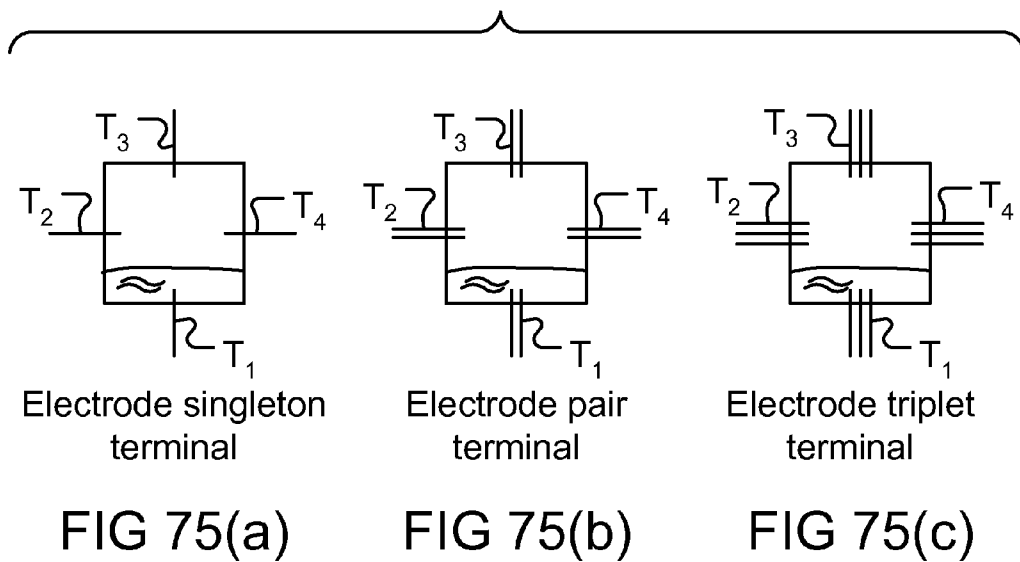 T3
T2
T4
T1
Electrode singleton
terminal
FIG 75(a)
T3
T2
T4
T1
Electrode pair
terminal
FIG 75(b)
T3
T2
T4
T1
Electrode triplet
terminal
FIG 75(c)